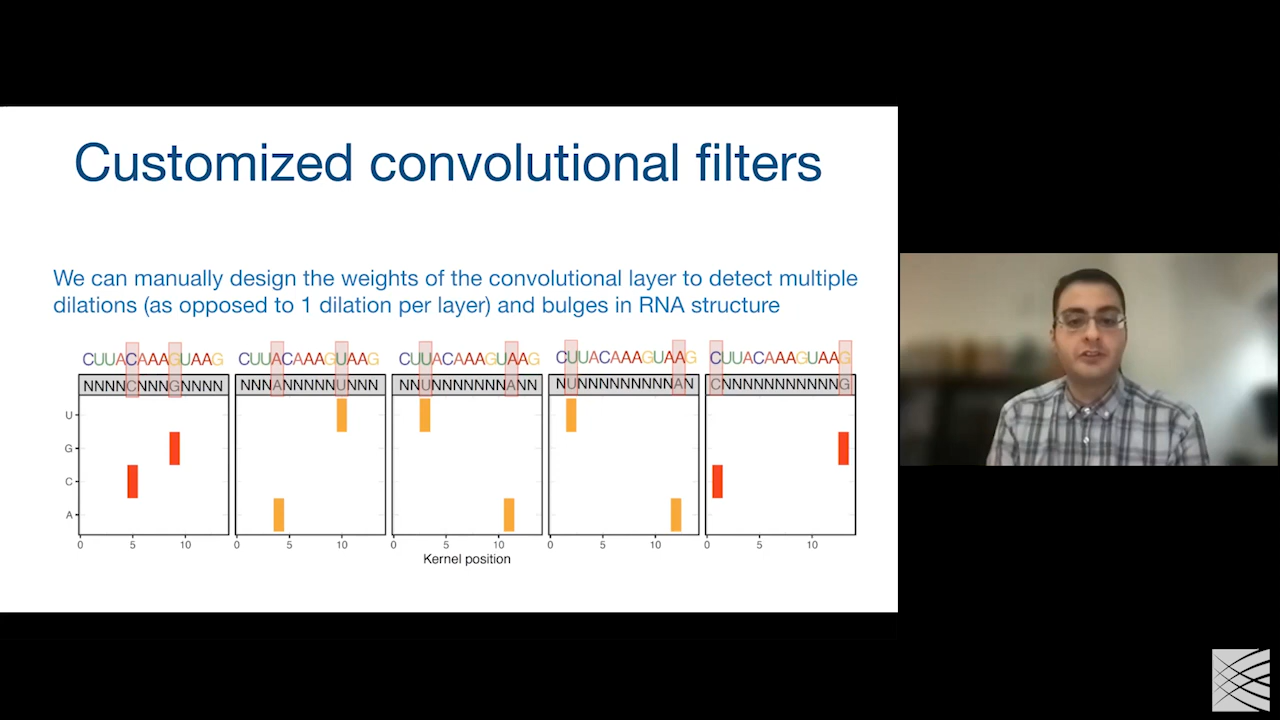 Customized convolutional filters
We can manually design the weights of the convolutional layer to detect multiple
dilations (as opposed to 1 dilation per layer) and bulges in RNA structure
CUUACAAAGUAAG CUUACAAAGUAAG CUUACAAAGUAAG CUUACAAAGUAAG CUUACAAAGUAAG
NNNNCNNNGNNNN NNNANNNNNUNNN NNUNNNNNNNANN NUNNNNNNNNNAN CNNNNNNNNNNNG
U
G
C
A
0 5 10 0 5 10 0 5 10 0 5 10 0 5 10
Kernel position